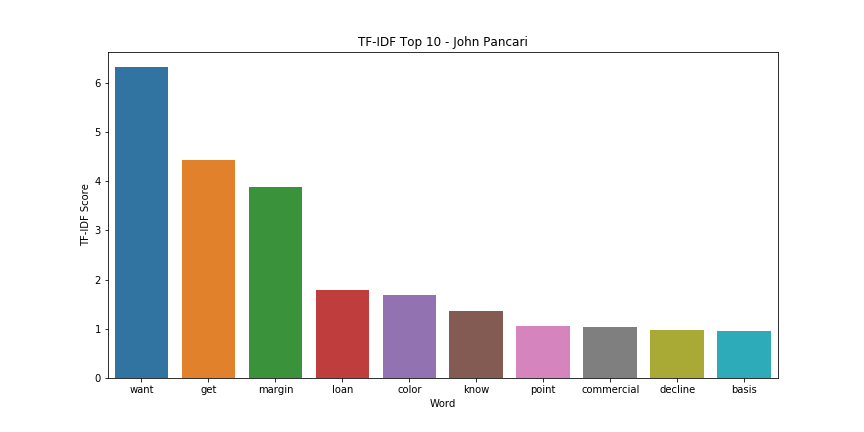 TF-IDF Top 10 - John Pancari
TF-IDF Score
6
5
4
3
2
1
0
want get margin loan color know point commercial decline basis
Word